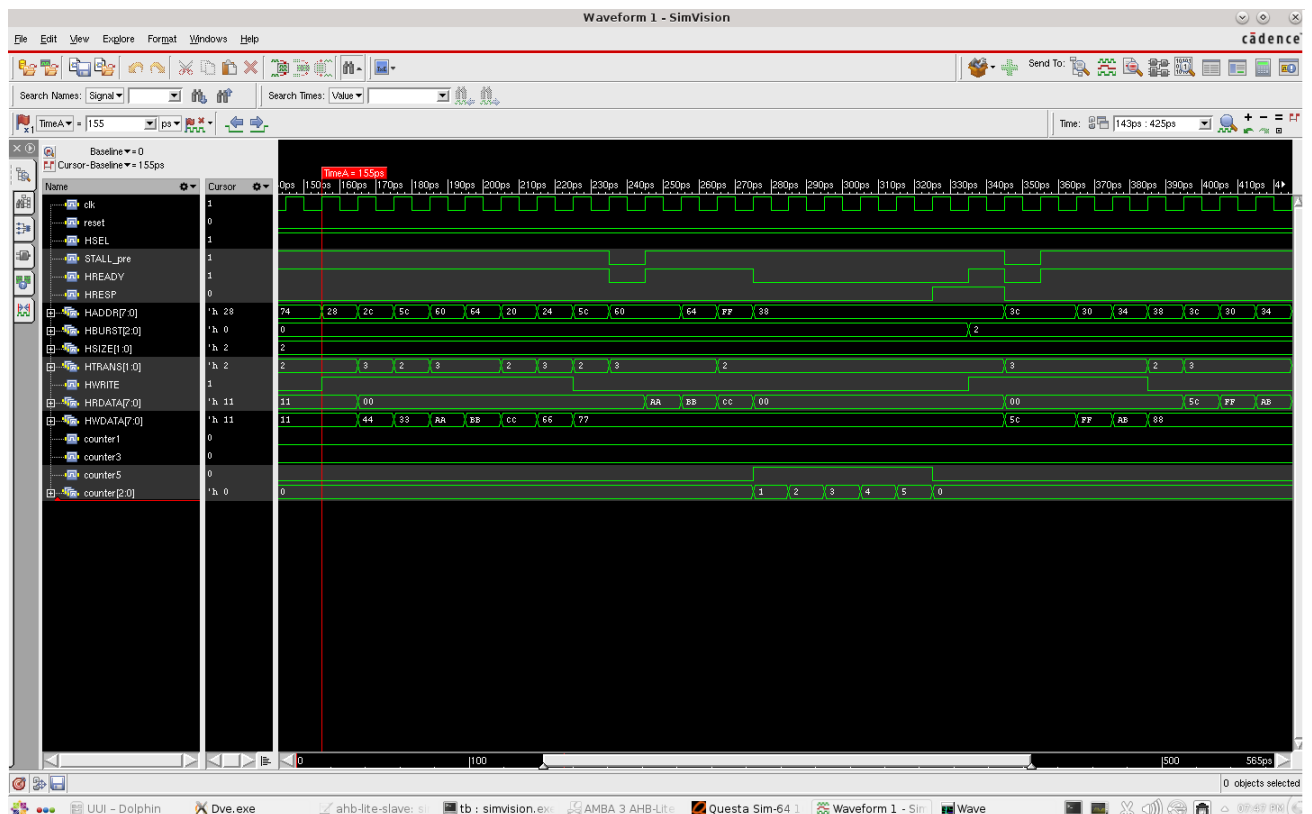 Waveform 1 - SimVision
File Edit View Explore Format Windows Help
cādence
Send To:
Search Names: Signal Search Times: Value
x1 TimeA = 155 ps Time: 143ps : 425ps
Baseline = 0
Cursor-Baseline = 155ps
TimeA = 155ps
Name Cursor 0ps 150ps 160ps 170ps 180ps 190ps 200ps 210ps 220ps 230ps 240ps 250ps 260ps 270ps 280ps 290ps 300ps 310ps 320ps 330ps 340ps 350ps 360ps 370ps 380ps 390ps 400ps 410ps 4
clk 1
reset 0
HSEL 1
STALL_pre 1
HREADY 1
HRESP 0
HADDR[7:0] 'h 28 74 28 2c 5c 60 64 20 24 5c 60 64 FF 38 3c 30 34 38 3c 30 34
HBURST[2:0] 'h 0 0 2
HSIZE[1:0] 'h 2 2
HTRANS[1:0] 'h 2 2 3 2 3 2 3 2 3 2 3 2 3
HWRITE 1
HRDATA[7:0] 'h 11 11 00 AA BB cc 00 00 5c FF AB
HWDATA[7:0] 'h 11 11 44 33 AA BB cc 66 77 5c FF AB 88
counter1 0
counter3 0
counter5 0
counter[2:0] 'h 0 0 1 2 3 4 5 0
0 100 500 565ps
0 objects selected
UUI - Dolphin Dve.exe ahb-lite-slave: si tb : simvision.exe AMBA 3 AHB-Lite Questa Sim-64 1 Waveform 1 - Sim Wave 07:47 PM